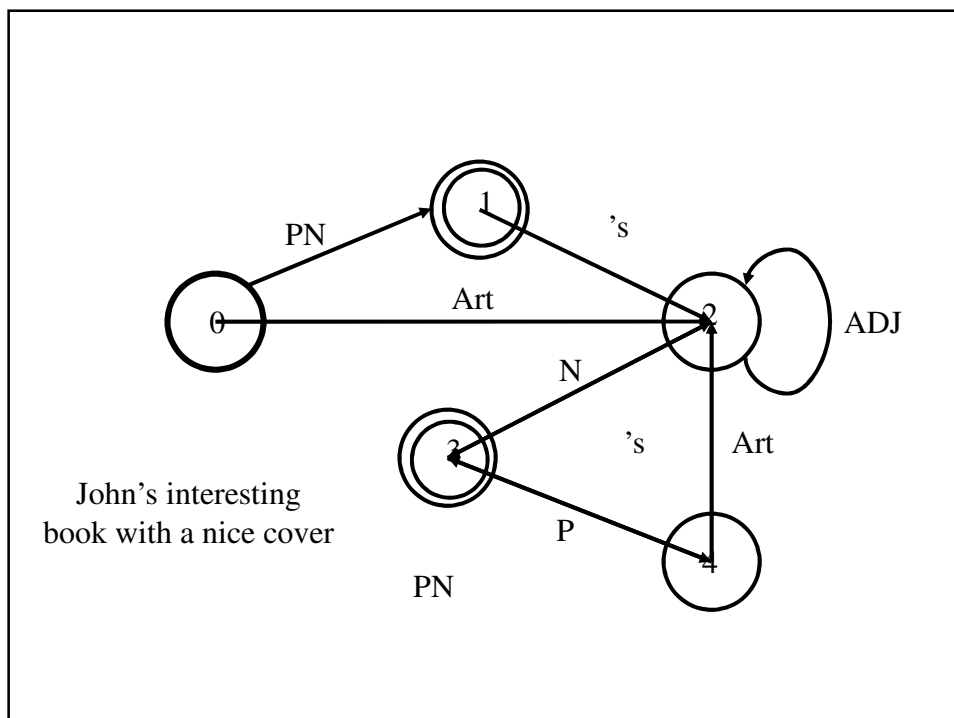 1
PN
's
Art
0
2
ADJ
N
3
's
Art
John's interesting
book with a nice cover
P
4
PN